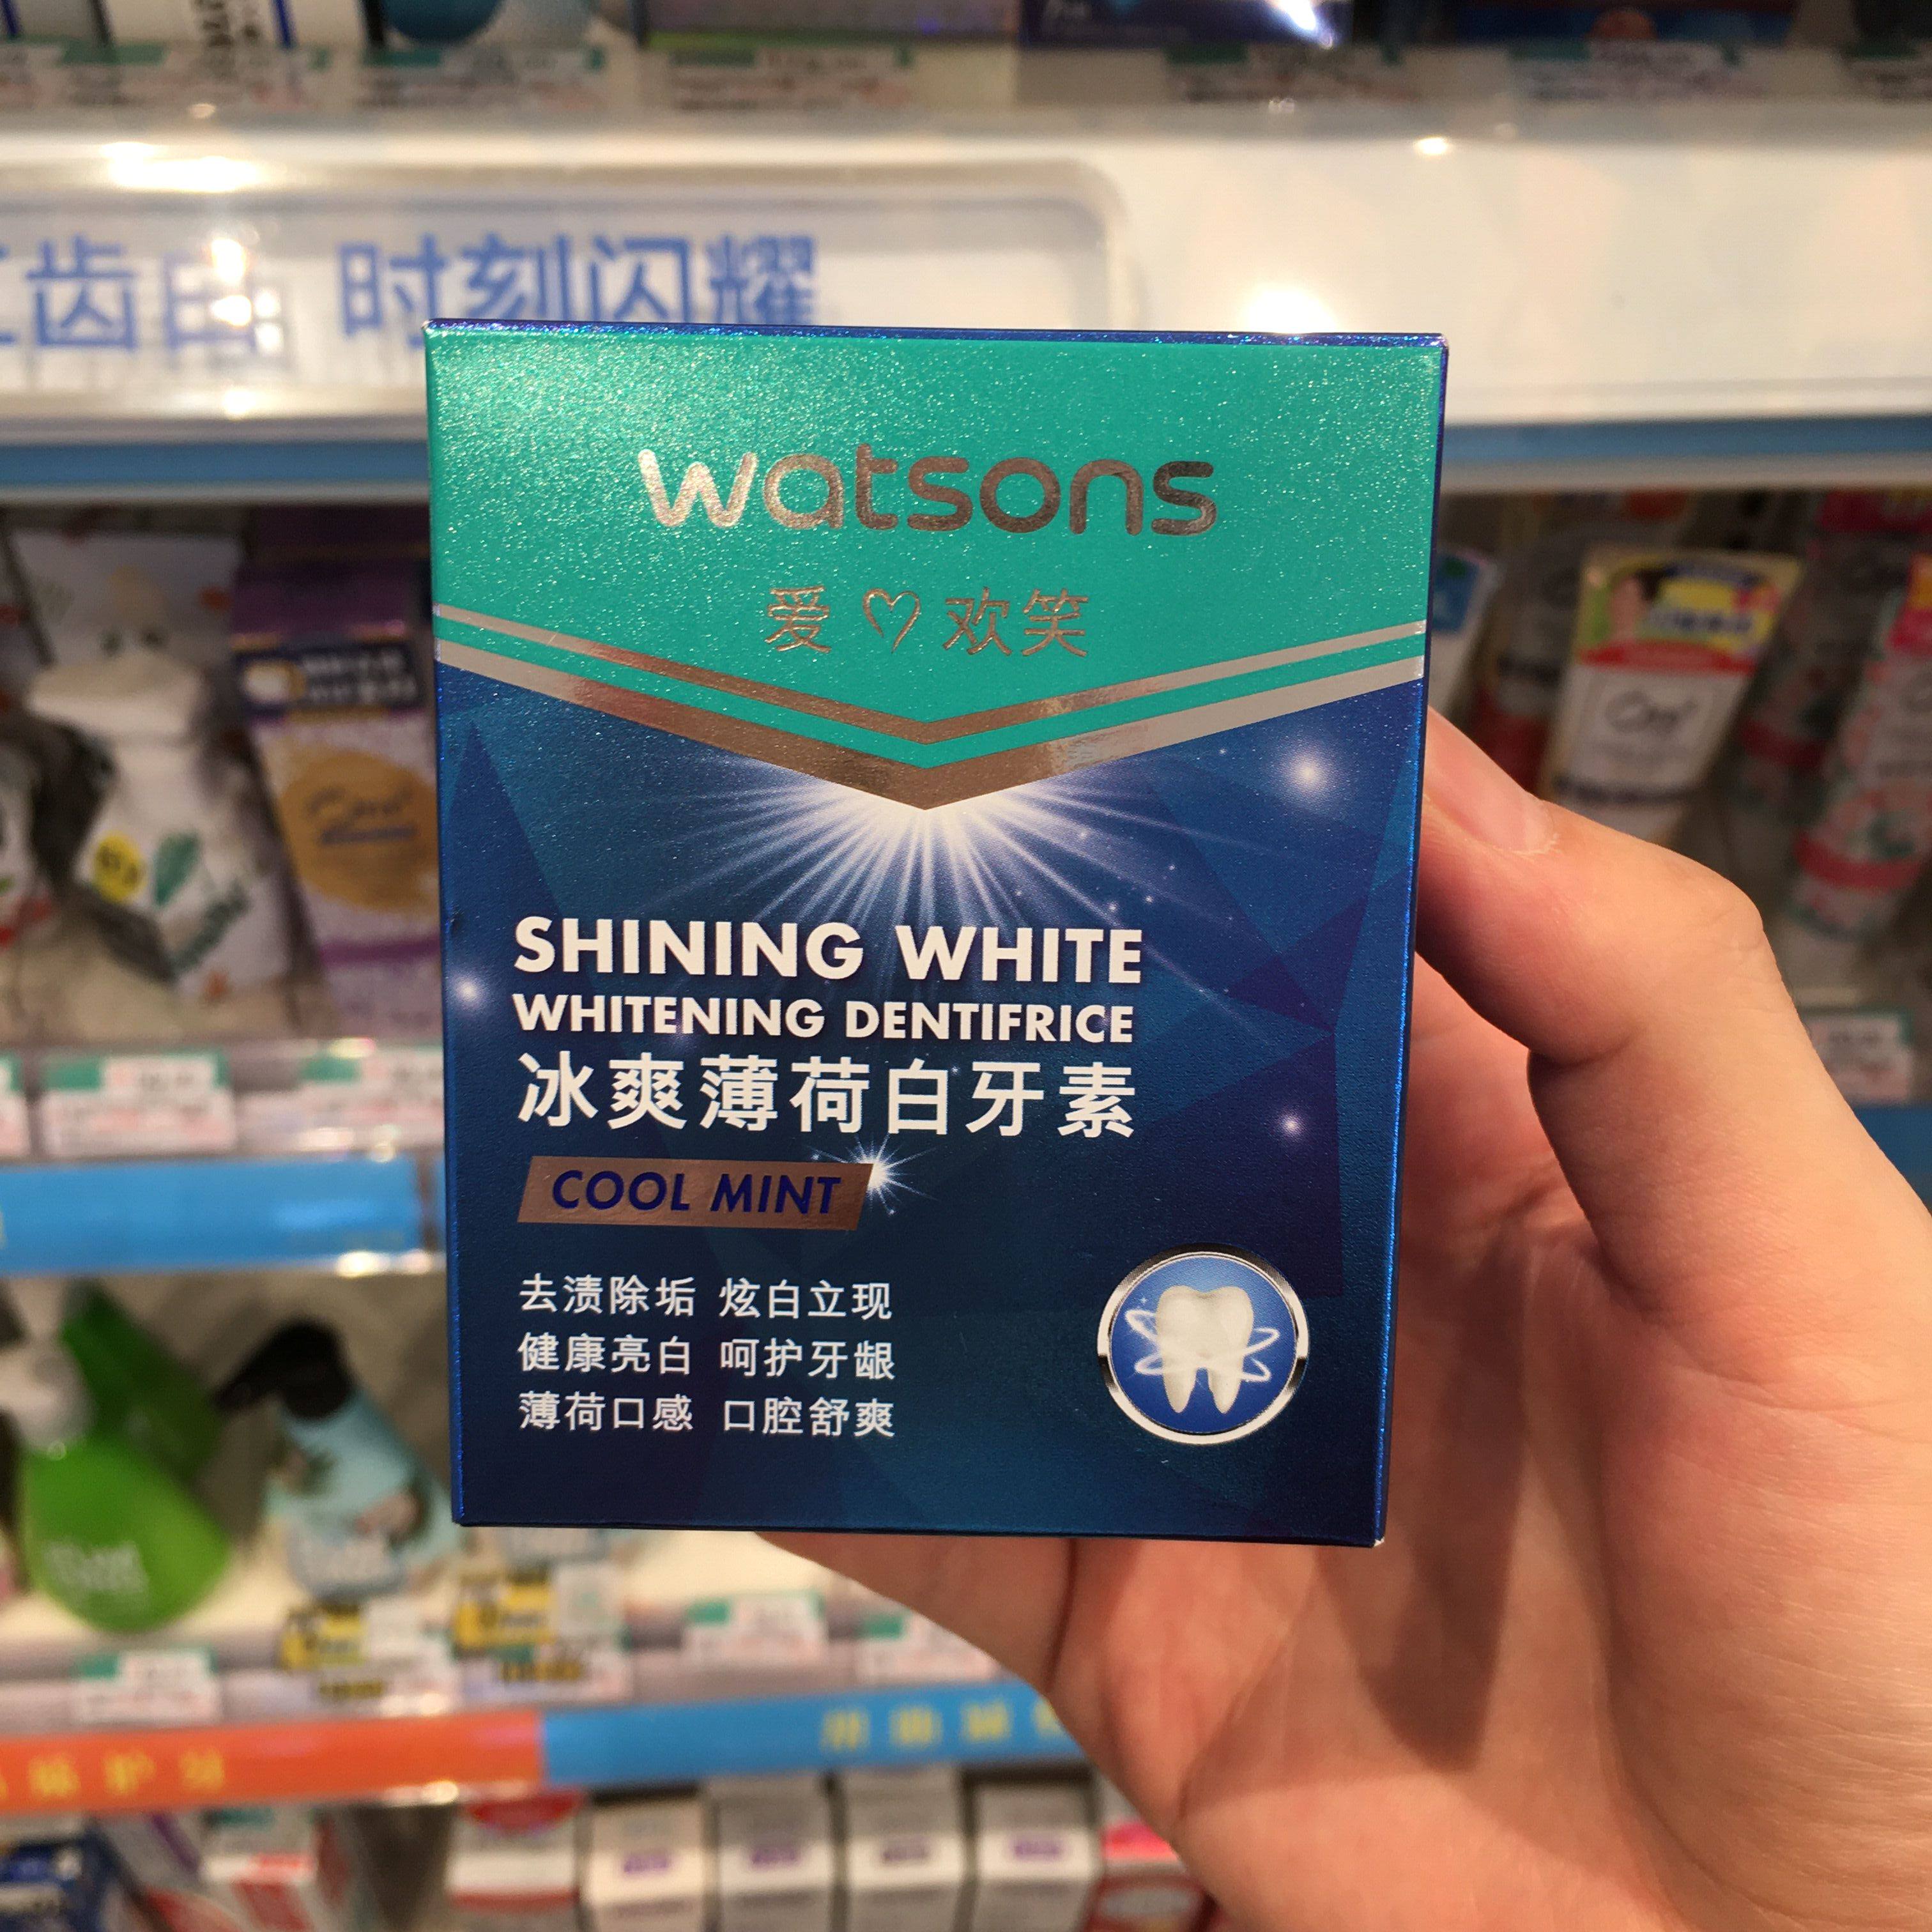 齿由 时刻闪耀
watsons
爱♡欢笑
SHINING WHITE
WHITENING DENTIFRICE
冰爽薄荷白牙素
COOL MINT
去渍除垢 炫白立现
健康亮白 呵护牙龈
薄荷口感 口腔舒爽